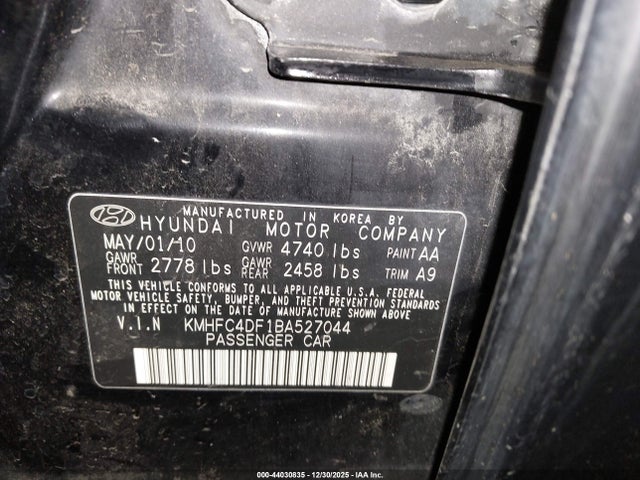 MANUFACTURED IN KOREA BY
HYUNDAI MOTOR COMPANY
MAY/01/10 GVWR 4740 lbs PAINT AA
GAWR FRONT 2778 lbs GAWR REAR 2458 lbs TRIM A9
THIS VEHICLE CONFORMS TO ALL APPLICABLE U.S.A. FEDERAL
MOTOR VEHICLE SAFETY, BUMPER, AND THEFT PREVENTION STANDARDS
IN EFFECT ON THE DATE OF MANUFACTURE SHOWN ABOVE.
V.I.N KMHFC4DF1BA527044
PASSENGER CAR
000-44030835 - 12/30/2025 - IAA Inc.